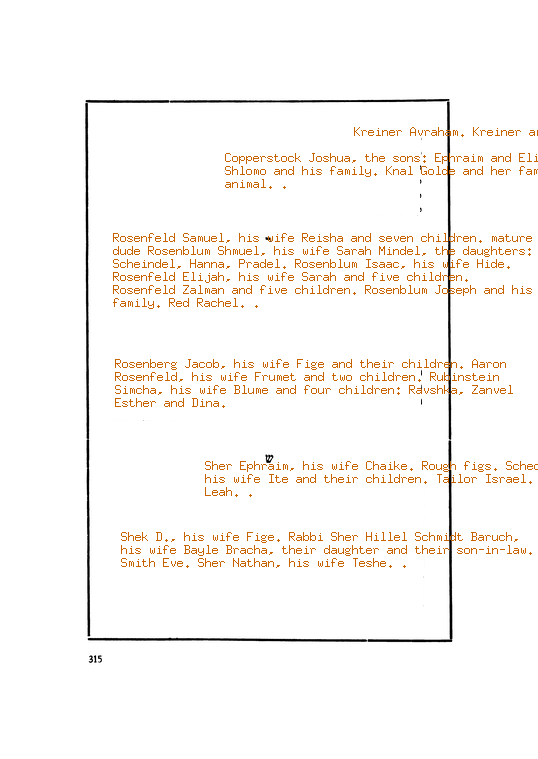 Kreiner Avraham. Kreiner
Copperstock Joshua, the sons: Ephraim and Eli
Shlomo and his family. Knal Golde and her fam
animal. .
Rosenfeld Samuel, his wife Reisha and seven children. mature
dude Rosenblum Shmuel, his wife Sarah Mindel, the daughters:
Scheindel, Hanna, Pradel. Rosenblum Isaac, his wife Hide.
Rosenfeld Elijah, his wife Sarah and five children.
Rosenfeld Zalman and five children. Rosenblum Joseph and his
family. Red Rachel. .
Rosenberg Jacob, his wife Fige and their children. Aaron
Rosenfeld, his wife Frumet and two children. Rubinstein
Simcha, his wife Blume and four children: Ravshka, Zanvel
Esther and Dina.
ש
Sher Ephraim, his wife Chaike. Rough figs. Sched
his wife Ite and their children. Tailor Israel.
Leah. .
Shek D., his wife Fige. Rabbi Sher Hillel Schmidt Baruch,
his wife Bayle Bracha, their daughter and their son-in-law.
Smith Eve. Sher Nathan, his wife Teshe. .
315